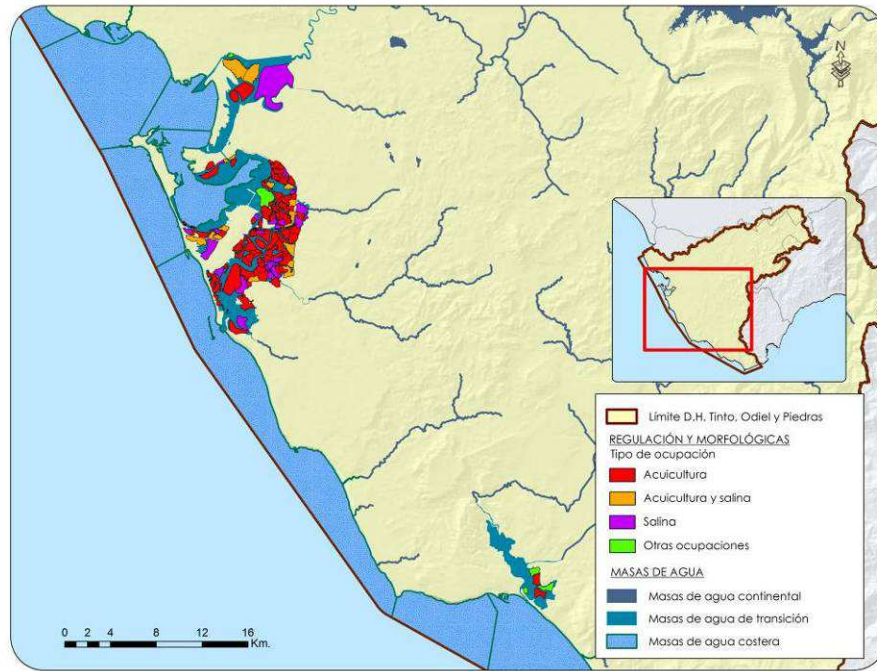 N
Límite D.H. Tinto, Odiel y Piedras
REGULACIÓN Y MORFOLÓGICAS
Tipo de ocupación
Acuicultura
Acuicultura y salina
Salina
Otras ocupaciones
MASAS DE AGUA
Masas de agua continental
Masas de agua de transición
Masas de agua costera
0 2 4 8 12 16
Km.